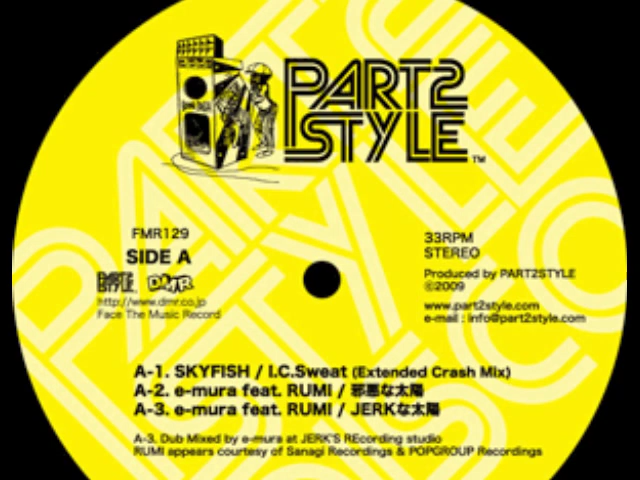 PART2
STYLE™
FMR129
SIDE A
PART2
STYLE
DMR
http://www.dmr.co.jp
Face The Music Record
33RPM
STEREO
Produced by PART2STYLE
©2009
www.part2style.com
e-mail : info@part2style.com
A-1. SKYFISH / I.C.Sweat (Extended Crash Mix)
A-2. e-mura feat. RUMI / 邪悪な太陽
A-3. e-mura feat. RUMI / JERKな太陽
A-3. Dub Mixed by e-mura at JERK'S REcording studio
RUMI appears courtesy of Sanagi Recordings & POPGROUP Recordings